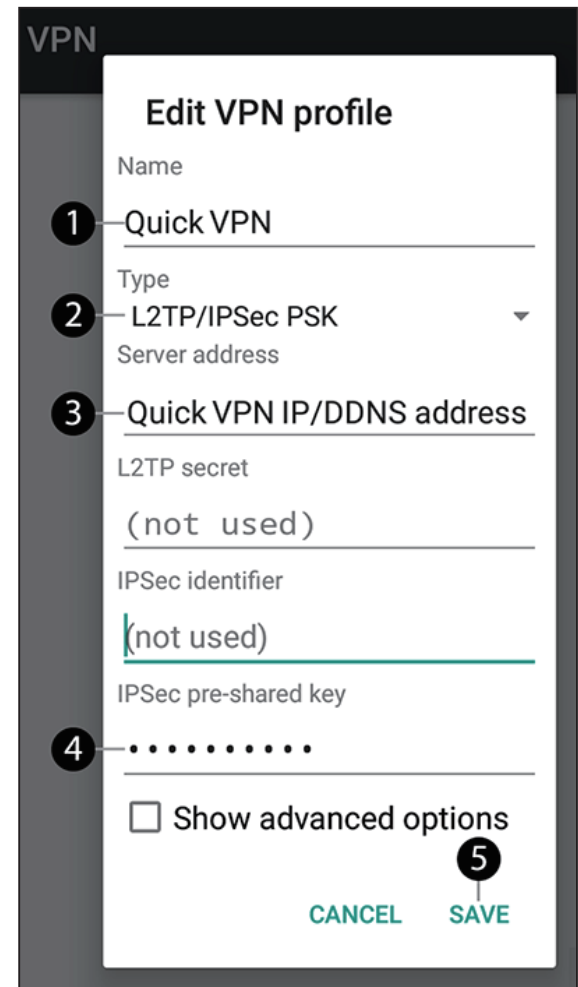 VPN
Edit VPN profile
Name
1 Quick VPN
Type
2 L2TP/IPSec PSK
Server address
3 Quick VPN IP/DDNS address
L2TP secret
(not used)
IPSec identifier
(not used)
IPSec pre-shared key
4 ••••••••••
Show advanced options
5
CANCEL SAVE